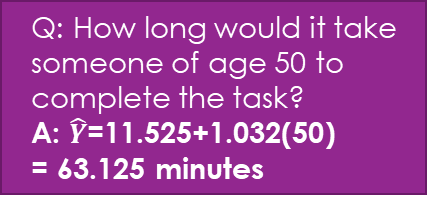 Q: How long would it take
someone of age 50 to
complete the task?
A: Ŷ=11.525+1.032(50)
= 63.125 minutes